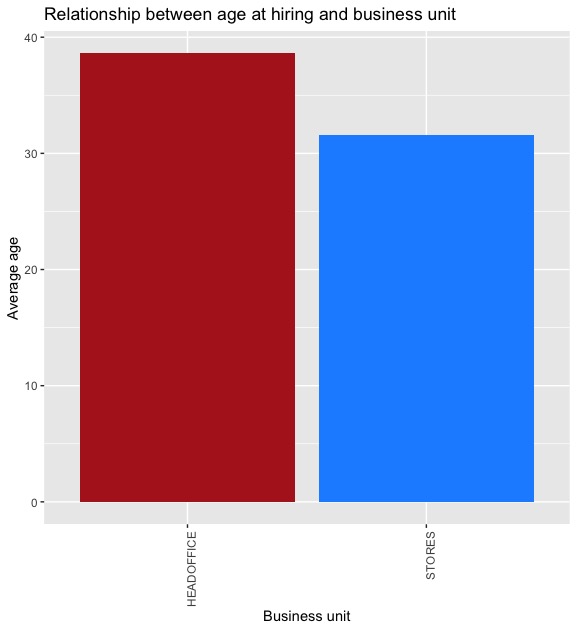 Relationship between age at hiring and business unit
40
30
20
10
0
Average age
HEADOFFICE
STORES
Business unit